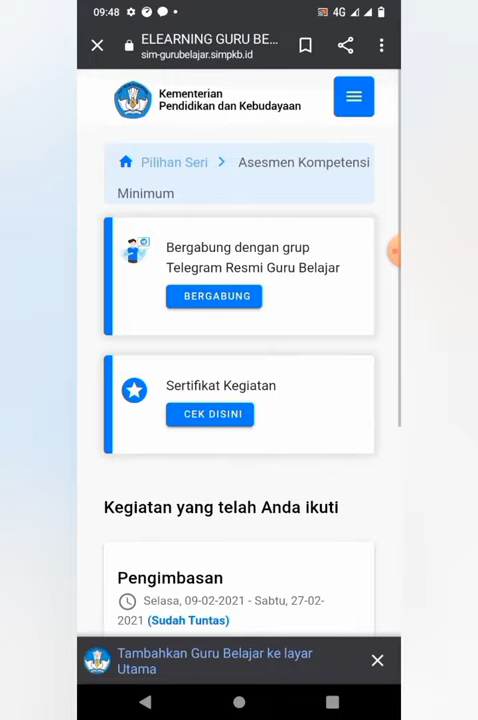 09:48
4G
ELEARNING GURU BE...
sim-gurubelajar.simpkb.id
Kementerian
Pendidikan dan Kebudayaan
Pilihan Seri > Asesmen Kompetensi
Minimum
Bergabung dengan grup
Telegram Resmi Guru Belajar
BERGABUNG
Sertifikat Kegiatan
CEK DISINI
Kegiatan yang telah Anda ikuti
Pengimbasan
Selasa, 09-02-2021 - Sabtu, 27-02-
2021 (Sudah Tuntas)
Tambahkan Guru Belajar ke layar
Utama